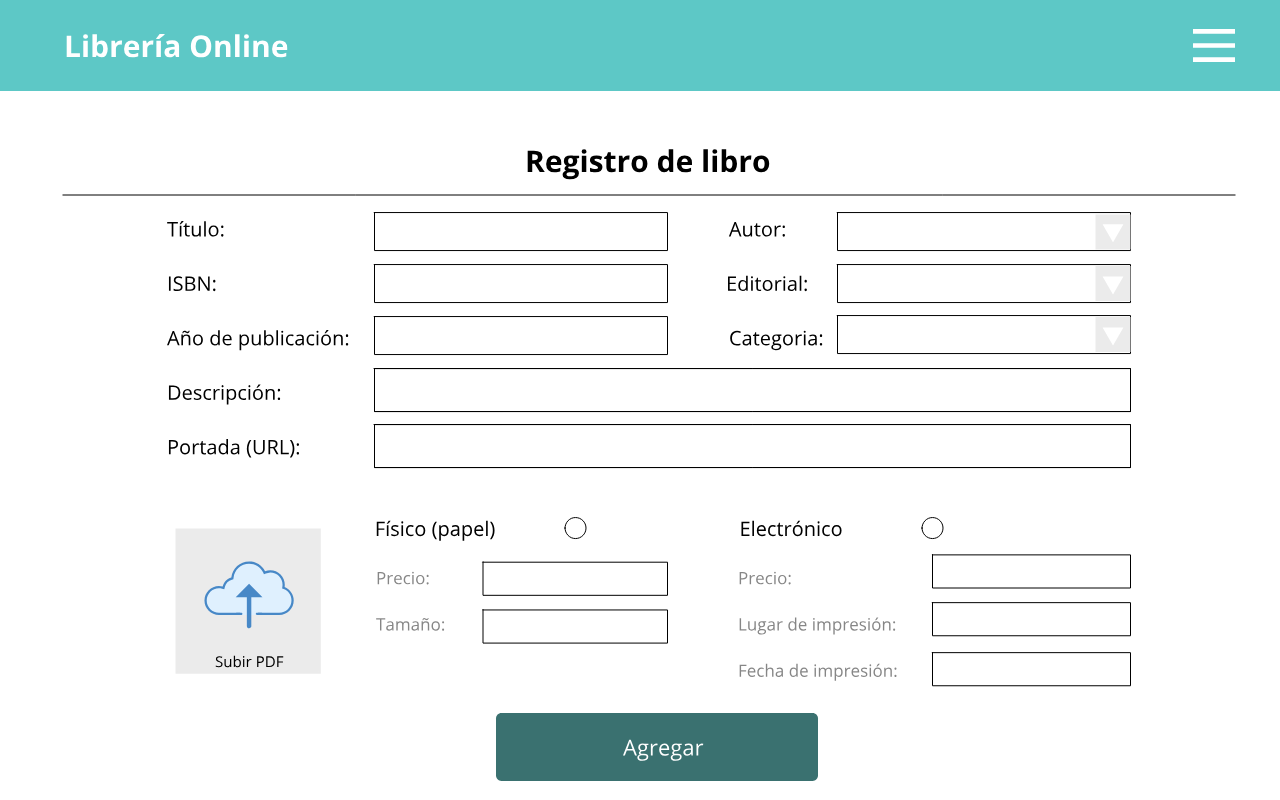 Librería Online
Registro de libro
Título:
Autor:
ISBN:
Editorial:
Año de publicación:
Categoria:
Descripción:
Portada (URL):
Físico (papel)
Electrónico
Precio:
Precio:
Tamaño:
Lugar de impresión:
Subir PDF
Fecha de impresión:
Agregar